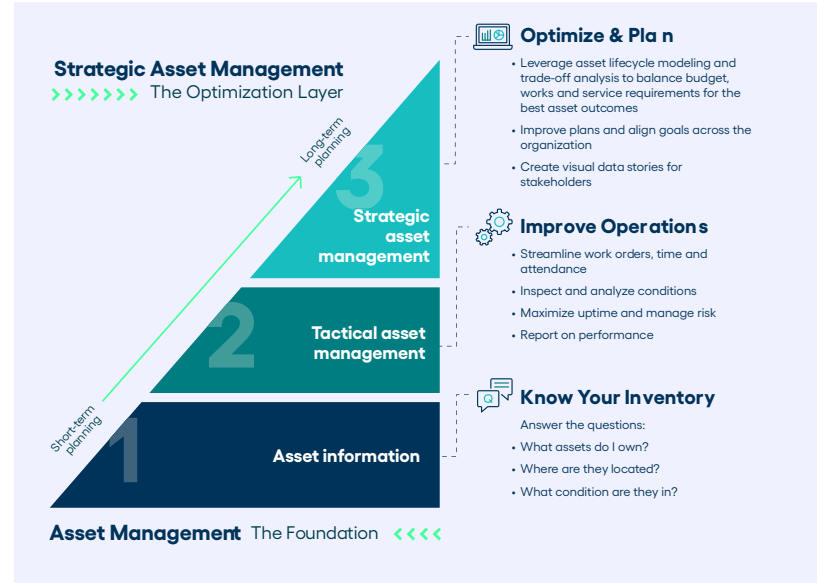 Strategic Asset Management
The Optimization Layer
Long-term
planning
Short-term
planning
3
Strategic
asset
management
2
Tactical asset
management
1
Asset information
Asset Management The Foundation
Optimize & Plan
• Leverage asset lifecycle modeling and
trade-off analysis to balance budget,
works and service requirements for the
best asset outcomes
• Improve plans and align goals across the
organization
• Create visual data stories for
stakeholders
Improve Operations
• Streamline work orders, time and
attendance
• Inspect and analyze conditions
• Maximize uptime and manage risk
• Report on performance
Q
Know Your Inventory
Answer the questions:
• What assets do I own?
• Where are they located?
• What condition are they in?